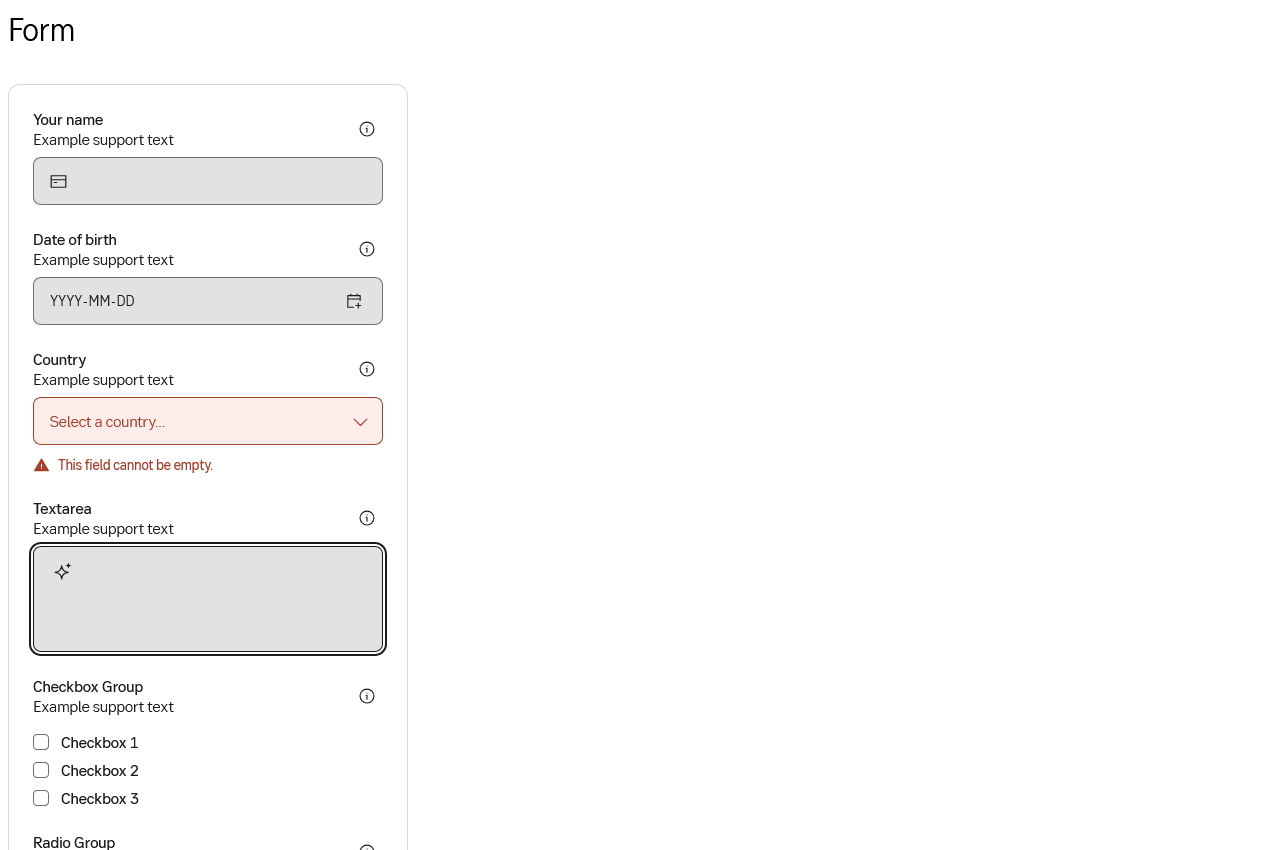 Form
Your name
Example support text
Date of birth
Example support text
YYYY-MM-DD
Country
Example support text
Select a country...
This field cannot be empty.
Textarea
Example support text
Checkbox Group
Example support text
Checkbox 1
Checkbox 2
Checkbox 3
Radio Group